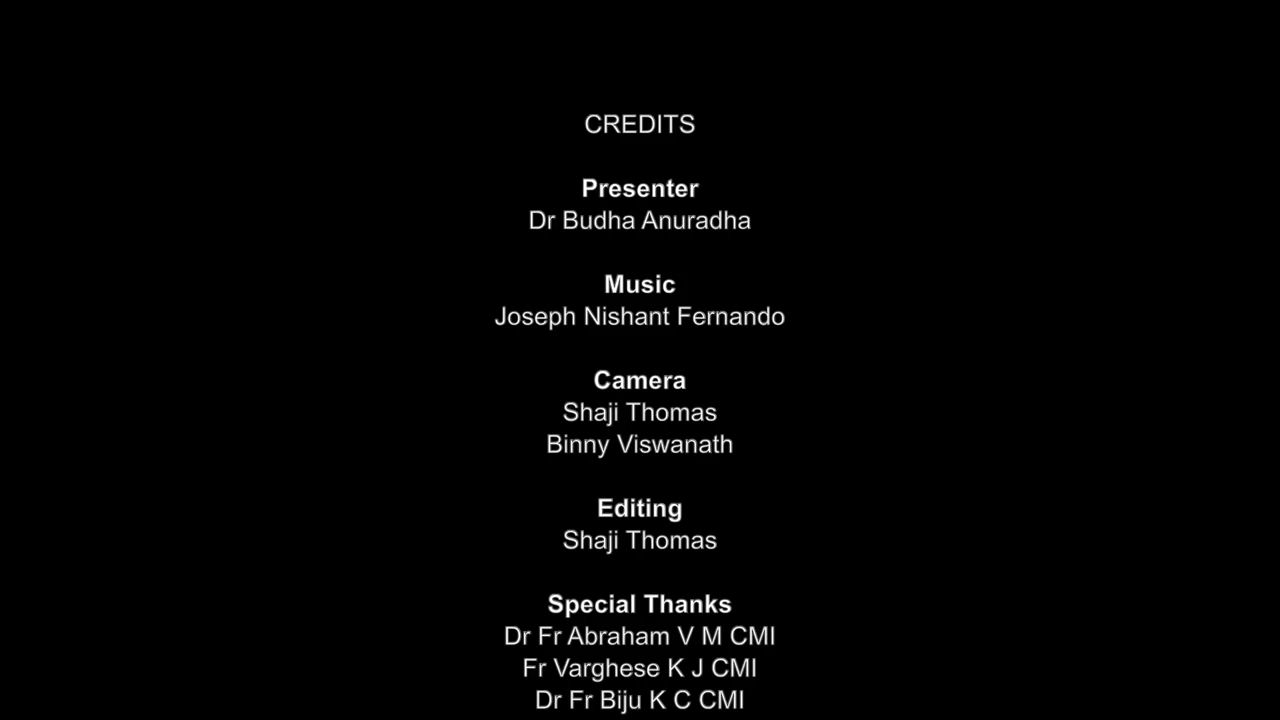 CREDITS
Presenter
Dr Budha Anuradha
Music
Joseph Nishant Fernando
Camera
Shaji Thomas
Binny Viswanath
Editing
Shaji Thomas
Special Thanks
Dr Fr Abraham V M CMI
Fr Varghese K J CMI
Dr Fr Biju K C CMI